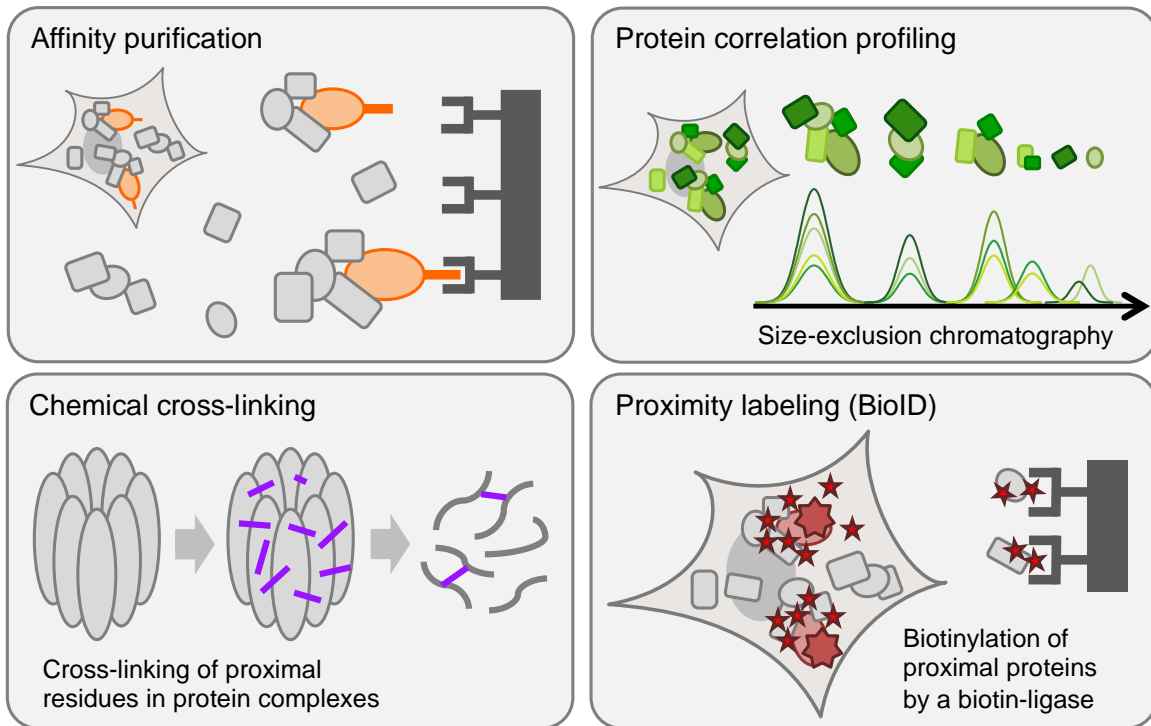 Affinity purification
Protein correlation profiling
Size-exclusion chromatography
Chemical cross-linking
Cross-linking of proximal
residues in protein complexes
Proximity labeling (BioID)
Biotinylation of
proximal proteins
by a biotin-ligase